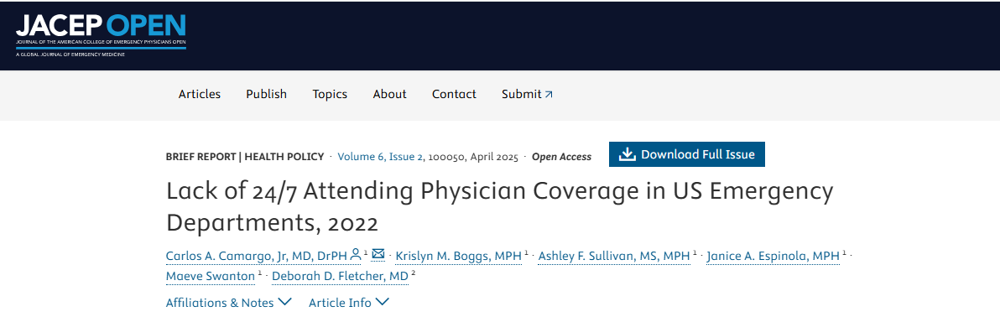 JACEP OPEN
JOURNAL OF THE AMERICAN COLLEGE OF EMERGENCY PHYSICIANS OPEN
A GLOBAL JOURNAL OF EMERGENCY MEDICINE
Articles Publish Topics About Contact Submit
BRIEF REPORT | HEALTH POLICY · Volume 6, Issue 2, 100050, April 2025 · Open Access Download Full Issue
Lack of 24/7 Attending Physician Coverage in US Emergency
Departments, 2022
Carlos A. Camargo, Jr, MD, DrPH 1 · Krislyn M. Boggs, MPH 1 · Ashley F. Sullivan, MS, MPH 1 · Janice A. Espinola, MPH 1 ·
Maeve Swanton 1 · Deborah D. Fletcher, MD 2
Affiliations & Notes Article Info